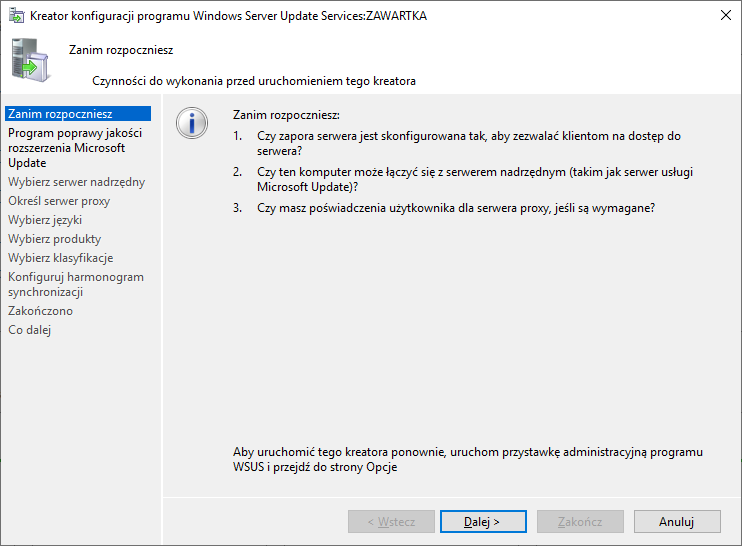 Kreator konfiguracji programu Windows Server Update Services:ZAWARTKA
Zanim rozpoczniesz
Czynności do wykonania przed uruchomieniem tego kreatora
Zanim rozpoczniesz
Program poprawy jakości
rozszerzenia Microsoft
Update
Wybierz serwer nadrzędny
Określ serwer proxy
Wybierz języki
Wybierz produkty
Wybierz klasyfikacje
Konfiguruj harmonogram
synchronizacji
Zakończono
Co dalej
Zanim rozpoczniesz:
1. Czy zapora serwera jest skonfigurowana tak, aby zezwalać klientom na dostęp do
serwera?
2. Czy ten komputer może łączyć się z serwerem nadrzędnym (takim jak serwer usługi
Microsoft Update)?
3. Czy masz poświadczenia użytkownika dla serwera proxy, jeśli są wymagane?
Aby uruchomić tego kreatora ponownie, uruchom przystawkę administracyjną programu
WSUS i przejdź do strony Opcje
< Wstecz
Dalej >
Zakończ
Anuluj